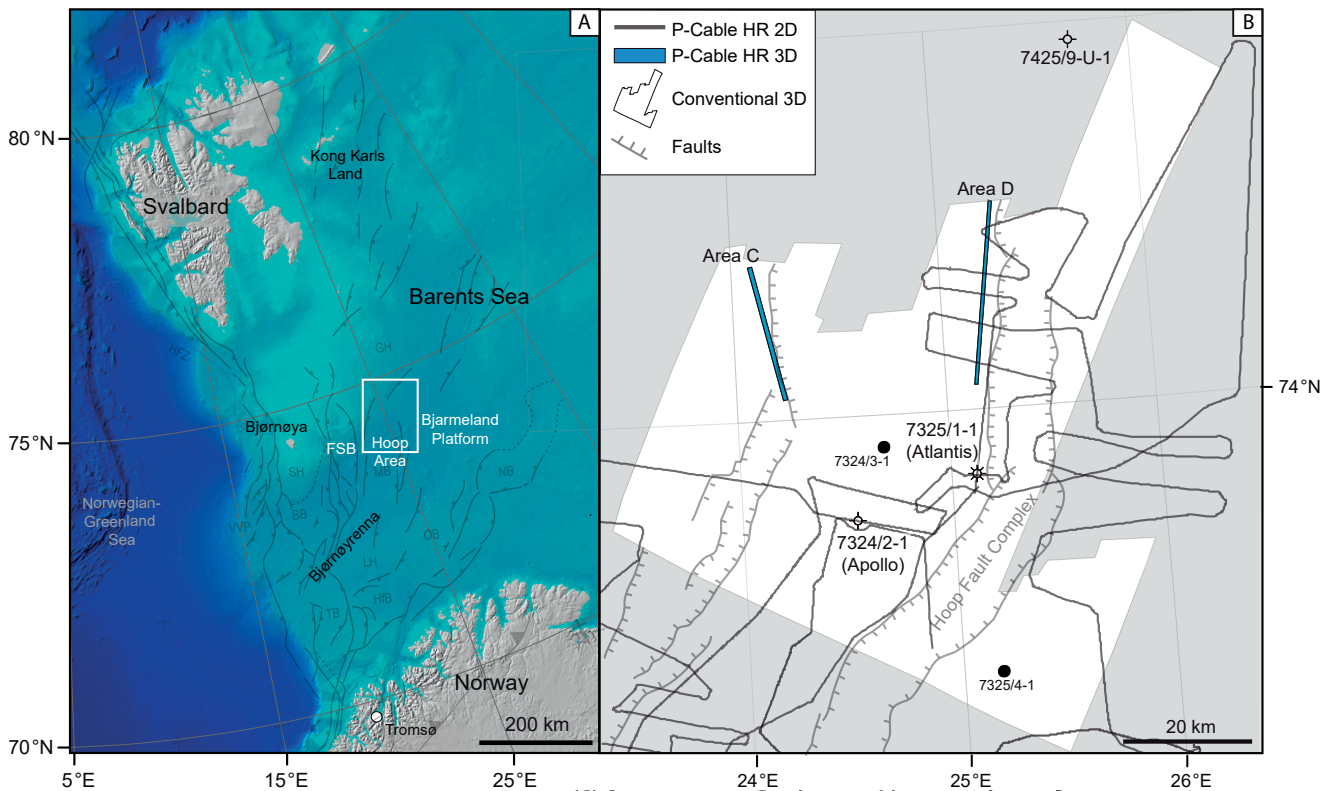 A
80 °N
75 °N
70 °N
5°E
15°E
25°E
Kong Karls
Land
Svalbard
Barents Sea
HFZ
GH
Bjørnøya
FSB
Hoop
Area
Bjarmeland
Platform
SH
MB
NB
Norwegian-
Greenland
Sea
VVP
BB
Bjørnøyrenna
OB
LH
HfB
TB
Norway
Tromsø
200 km
B
P-Cable HR 2D
P-Cable HR 3D
Conventional 3D
Faults
7425/9-U-1
Area D
Area C
74°N
7325/1-1
(Atlantis)
7324/3-1
7324/2-1
(Apollo)
Hoop Fault Complex
7325/4-1
20 km
24°E
25°E
26°E